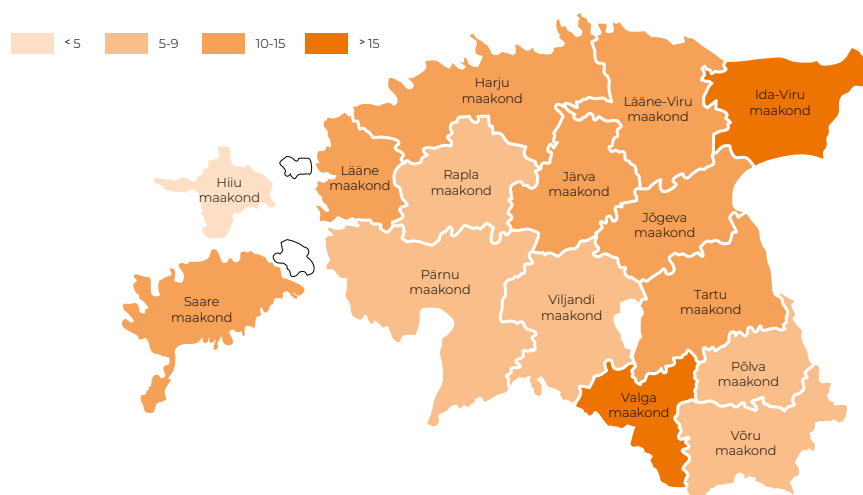 < 5
5-9
10-15
> 15
Harju
maakond
Lääne-Viru
maakond
Ida-Viru
maakond
Hiiu
maakond
Lääne
maakond
Rapla
maakond
Järva
maakond
Jõgeva
maakond
Saare
maakond
Pärnu
maakond
Viljandi
maakond
Tartu
maakond
Põlva
maakond
Valga
maakond
Võru
maakond